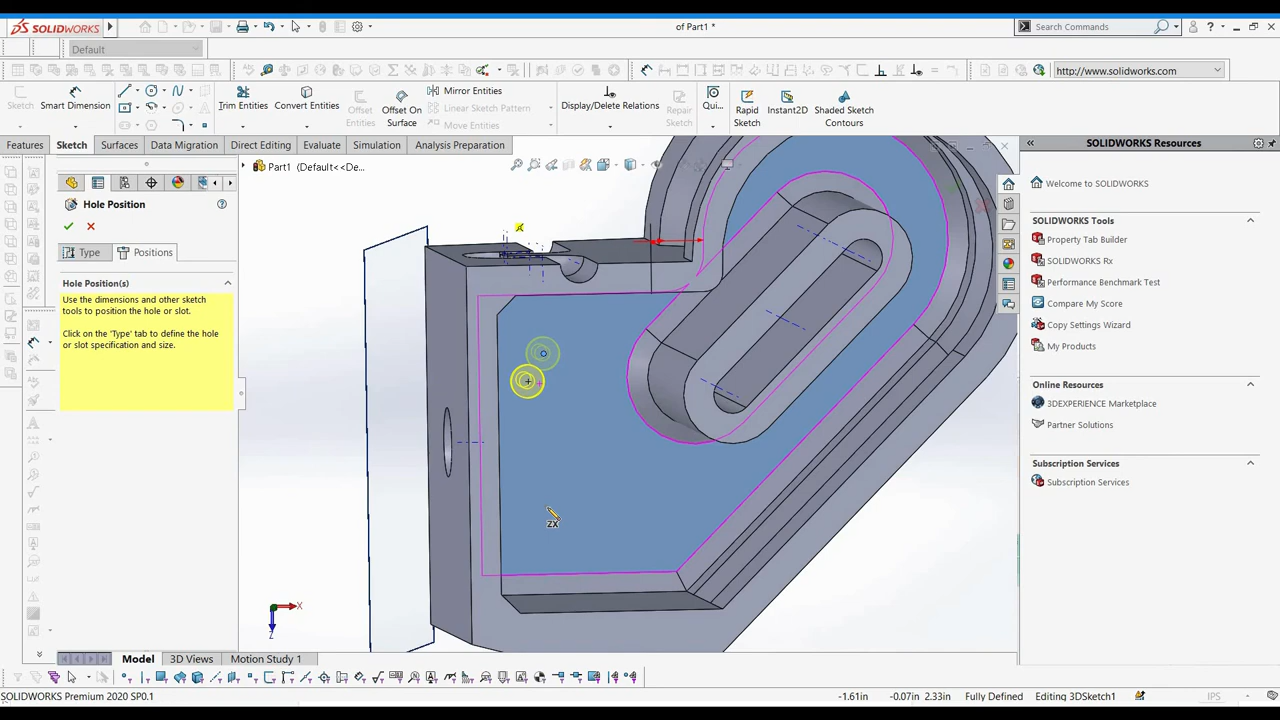 SOLIDWORKS
of Part1 *
Search Commands
Default
http://www.solidworks.com
Sketch
Smart Dimension
Trim Entities
Convert Entities
Offset Entities
Offset On Surface
Mirror Entities
Linear Sketch Pattern
Move Entities
Display/Delete Relations
Repair Sketch
Qui...
Rapid Sketch
Instant2D
Shaded Sketch Contours
Features
Sketch
Surfaces
Data Migration
Direct Editing
Evaluate
Simulation
Analysis Preparation
Part1 (Default<<De...
Hole Position
Type
Positions
Hole Position(s)
Use the dimensions and other sketch
tools to position the hole or slot.
Click on the 'Type' tab to define the hole
or slot specification and size.
ZX
X
Z
SOLIDWORKS Resources
Welcome to SOLIDWORKS
SOLIDWORKS Tools
Property Tab Builder
SOLIDWORKS Rx
Performance Benchmark Test
Compare My Score
Copy Settings Wizard
My Products
Online Resources
3DEXPERIENCE Marketplace
Partner Solutions
Subscription Services
Subscription Services
Model
3D Views
Motion Study 1
SOLIDWORKS Premium 2020 SP0.1
-1.61in
-0.07in 2.33in
Fully Defined
Editing 3DSketch1
IPS